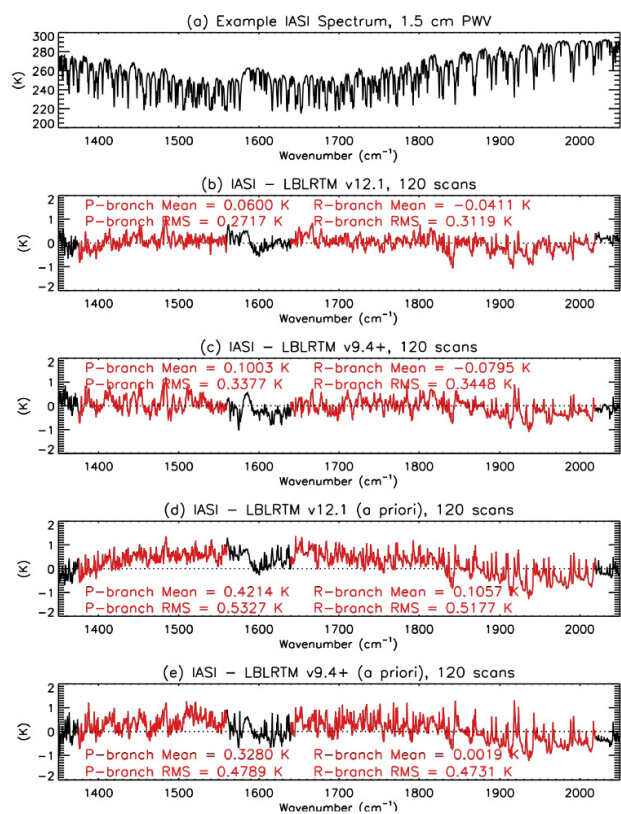 (a) Example IASI Spectrum, 1.5 cm PWV
300
280
260
240
220
200
(K)
1400 1500 1600 1700 1800 1900 2000
Wavenumber (cm⁻¹)
(b) IASI – LBLRTM v12.1, 120 scans
P-branch Mean = 0.0600 K R-branch Mean = -0.0411 K
P-branch RMS = 0.2717 K R-branch RMS = 0.3119 K
2
1
0
-1
-2
(K)
1400 1500 1600 1700 1800 1900 2000
Wavenumber (cm⁻¹)
(c) IASI – LBLRTM v9.4+, 120 scans
P-branch Mean = 0.1003 K R-branch Mean = -0.0795 K
P-branch RMS = 0.3377 K R-branch RMS = 0.3448 K
2
1
0
-1
-2
(K)
1400 1500 1600 1700 1800 1900 2000
Wavenumber (cm⁻¹)
(d) IASI – LBLRTM v12.1 (a priori), 120 scans
2
1
0
-1
-2
(K)
P-branch Mean = 0.4214 K R-branch Mean = 0.1057 K
P-branch RMS = 0.5327 K R-branch RMS = 0.5177 K
1400 1500 1600 1700 1800 1900 2000
Wavenumber (cm⁻¹)
(e) IASI – LBLRTM v9.4+ (a priori), 120 scans
2
1
0
-1
-2
(K)
P-branch Mean = 0.3280 K R-branch Mean = 0.0019 K
P-branch RMS = 0.4789 K R-branch RMS = 0.4731 K
1400 1500 1600 1700 1800 1900 2000
Wavenumber (cm⁻¹)